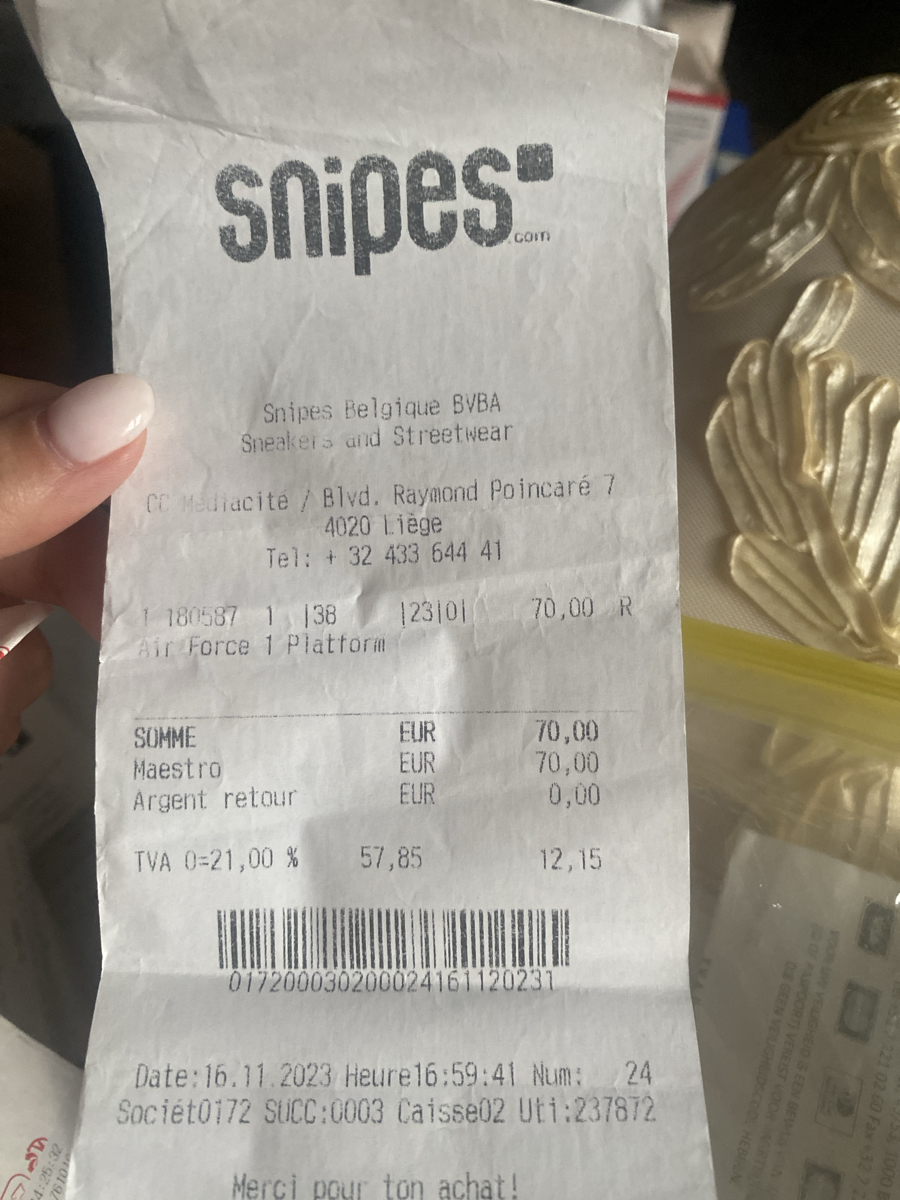 snipes
.com
Snipes Belgique BVBA
Sneakers and Streetwear
CC Médiacité / Blvd. Raymond Poincaré 7
4020 Liège
Tel: + 32 433 644 41
1 180587 1 |38 |23|0| 70,00 R
Air Force 1 Platform
SOMME EUR 70,00
Maestro EUR 70,00
Argent retour EUR 0,00
TVA 0=21,00 % 57,85 12,15
017200030200024161120231
Date:16.11.2023 Heure16:59:41 Num: 24
Sociét0172 SUCC:0003 Caisse02 Uti:237872
Merci pour ton achat!